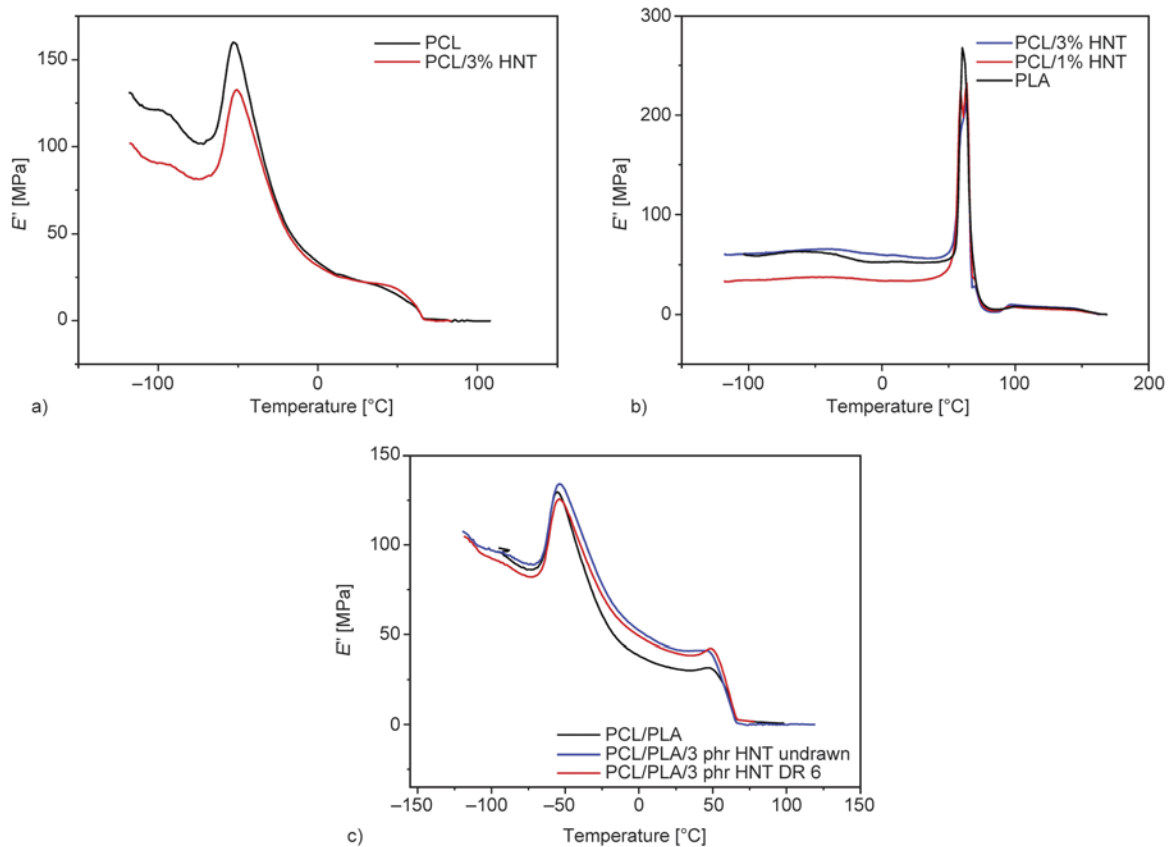 150
100
50
0
E" [MPa]
PCL
PCL/3% HNT
–100
0
100
Temperature [°C]
a)
300
200
100
0
E" [MPa]
PCL/3% HNT
PCL/1% HNT
PLA
–100
0
100
200
Temperature [°C]
b)
150
100
50
0
E" [MPa]
PCL/PLA
PCL/PLA/3 phr HNT undrawn
PCL/PLA/3 phr HNT DR 6
–150
–100
–50
0
50
100
150
Temperature [°C]
c)